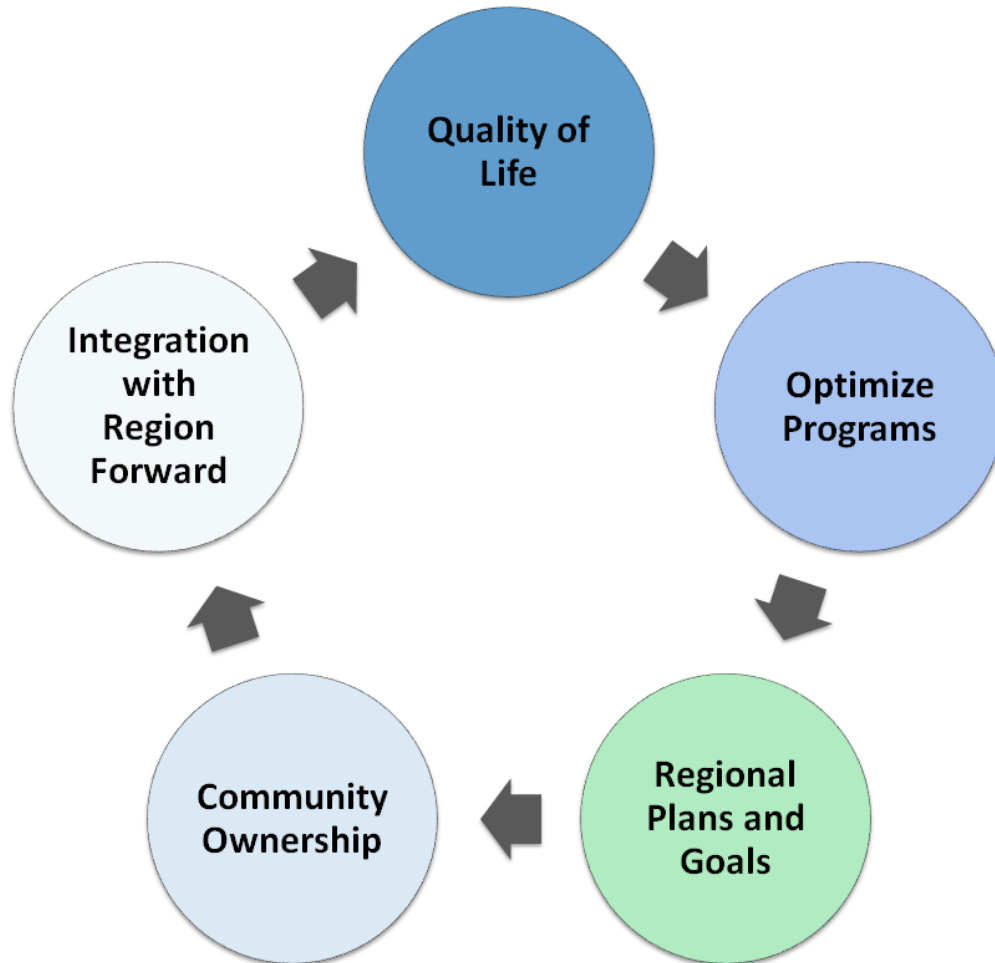 Quality of
Life
Optimize
Programs
Regional
Plans and
Goals
Community
Ownership
Integration
with
Region
Forward